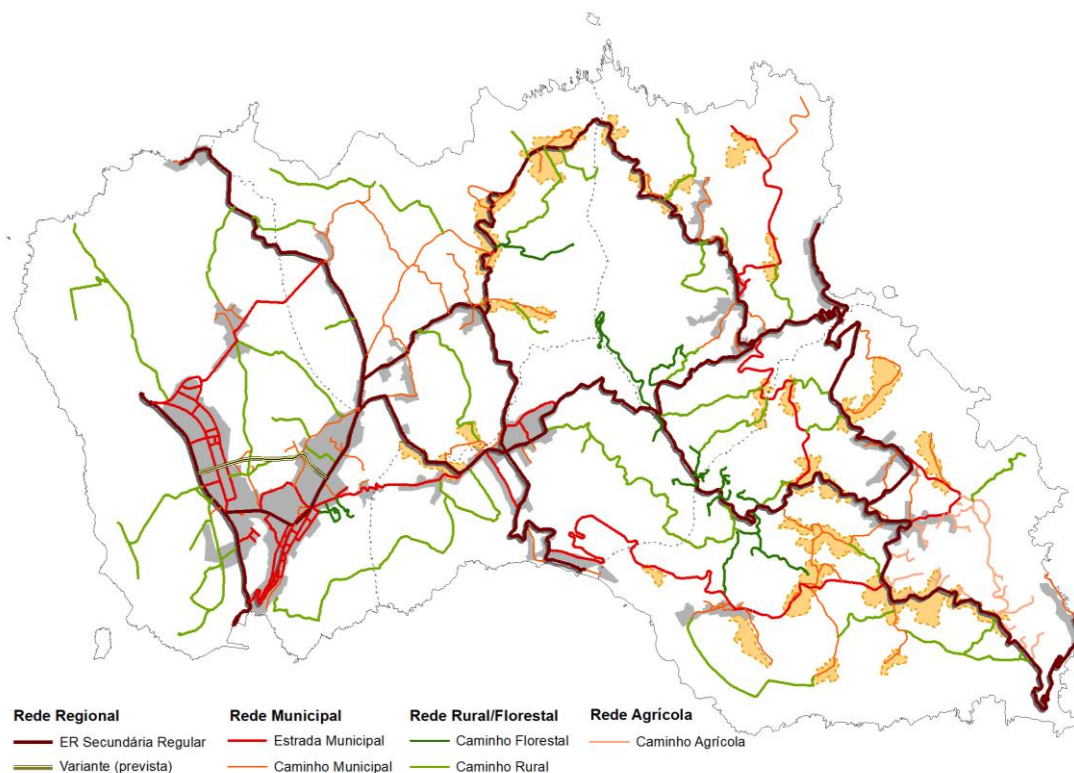 Rede Regional
Rede Municipal
Rede Rural/Florestal
Rede Agrícola
ER Secundária Regular
Estrada Municipal
Caminho Florestal
Caminho Agrícola
Variante (prevista)
Caminho Municipal
Caminho Rural